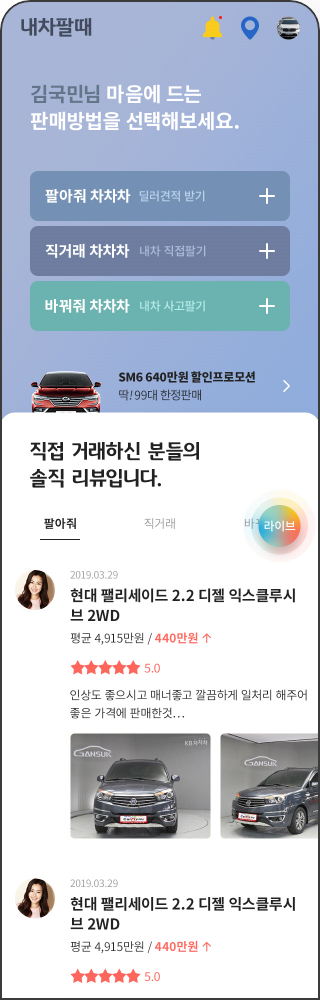 내차팔때
김국민님 마음에 드는
판매방법을 선택해보세요.
팔아줘 차차차 딜러견적 받기
직거래 차차차 내차 직접팔기
바꿔줘 차차차 내차 사고팔기
SM6 640만원 할인프로모션
딱! 99대 한정판매
직접 거래하신 분들의
솔직 리뷰입니다.
팔아줘 직거래 바꿔 라이브
2019.03.29
현대 팰리세이드 2.2 디젤 익스클루시
브 2WD
평균 4,915만원 / 440만원 ↑
★★★★★ 5.0
인상도 좋으시고 매너좋고 깔끔하게 일처리 해주어
좋은 가격에 판매한것...
GANSUK KB차차차 GANSUK
2019.03.29
현대 팰리세이드 2.2 디젤 익스클루시
브 2WD
평균 4,915만원 / 440만원 ↑
★★★★★ 5.0